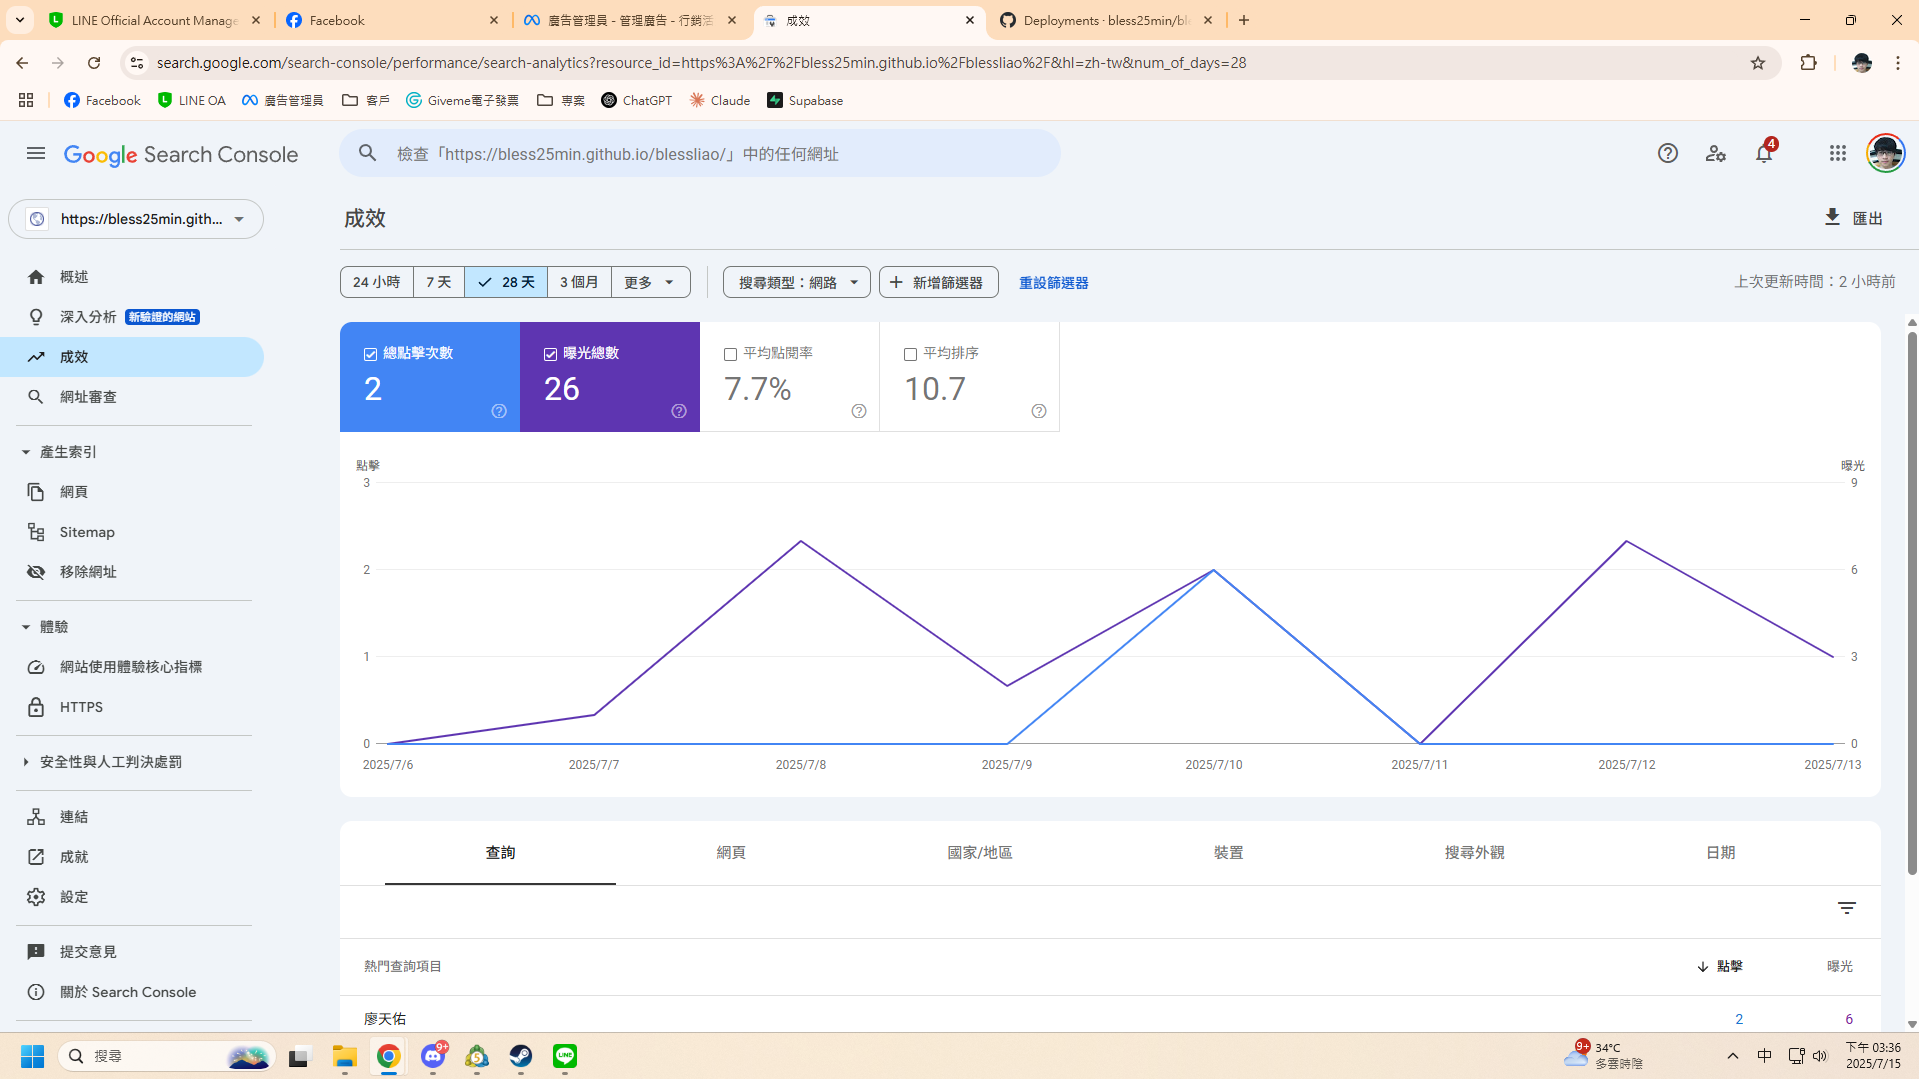 LINE Official Account Manage
Facebook
廣告管理員 - 管理廣告 - 行銷活
成效
Deployments · bless25min/ble
search.google.com/search-console/performance/search-analytics?resource_id=https%3A%2F%2Fbless25min.github.io%2Fblessliao%2F&hl=zh-tw&num_of_days=28
Facebook
LINE OA
廣告管理員
客戶
Giveme電子發票
專案
ChatGPT
Claude
Supabase
Google Search Console
檢查「https://bless25min.github.io/blessliao/」中的任何網址
4
https://bless25min.gith...
成效
匯出
概述
深入分析
新驗證的網站
成效
網址審查
產生索引
網頁
Sitemap
移除網址
體驗
網站使用體驗核心指標
HTTPS
安全性與人工判決處罰
連結
成就
設定
提交意見
關於 Search Console
24 小時
7 天
28 天
3 個月
更多
搜尋類型：網路
新增篩選器
重設篩選器
上次更新時間：2 小時前
總點擊次數
2
曝光總數
26
平均點閱率
7.7%
平均排序
10.7
點擊
曝光
3
9
2
6
1
3
0
0
2025/7/6
2025/7/7
2025/7/8
2025/7/9
2025/7/10
2025/7/11
2025/7/12
2025/7/13
查詢
網頁
國家/地區
裝置
搜尋外觀
日期
熱門查詢項目
點擊
曝光
廖天佑
2
6
搜尋
9+
LINE
9+
34°C
多雲時陰
中
下午 03:36
2025/7/15